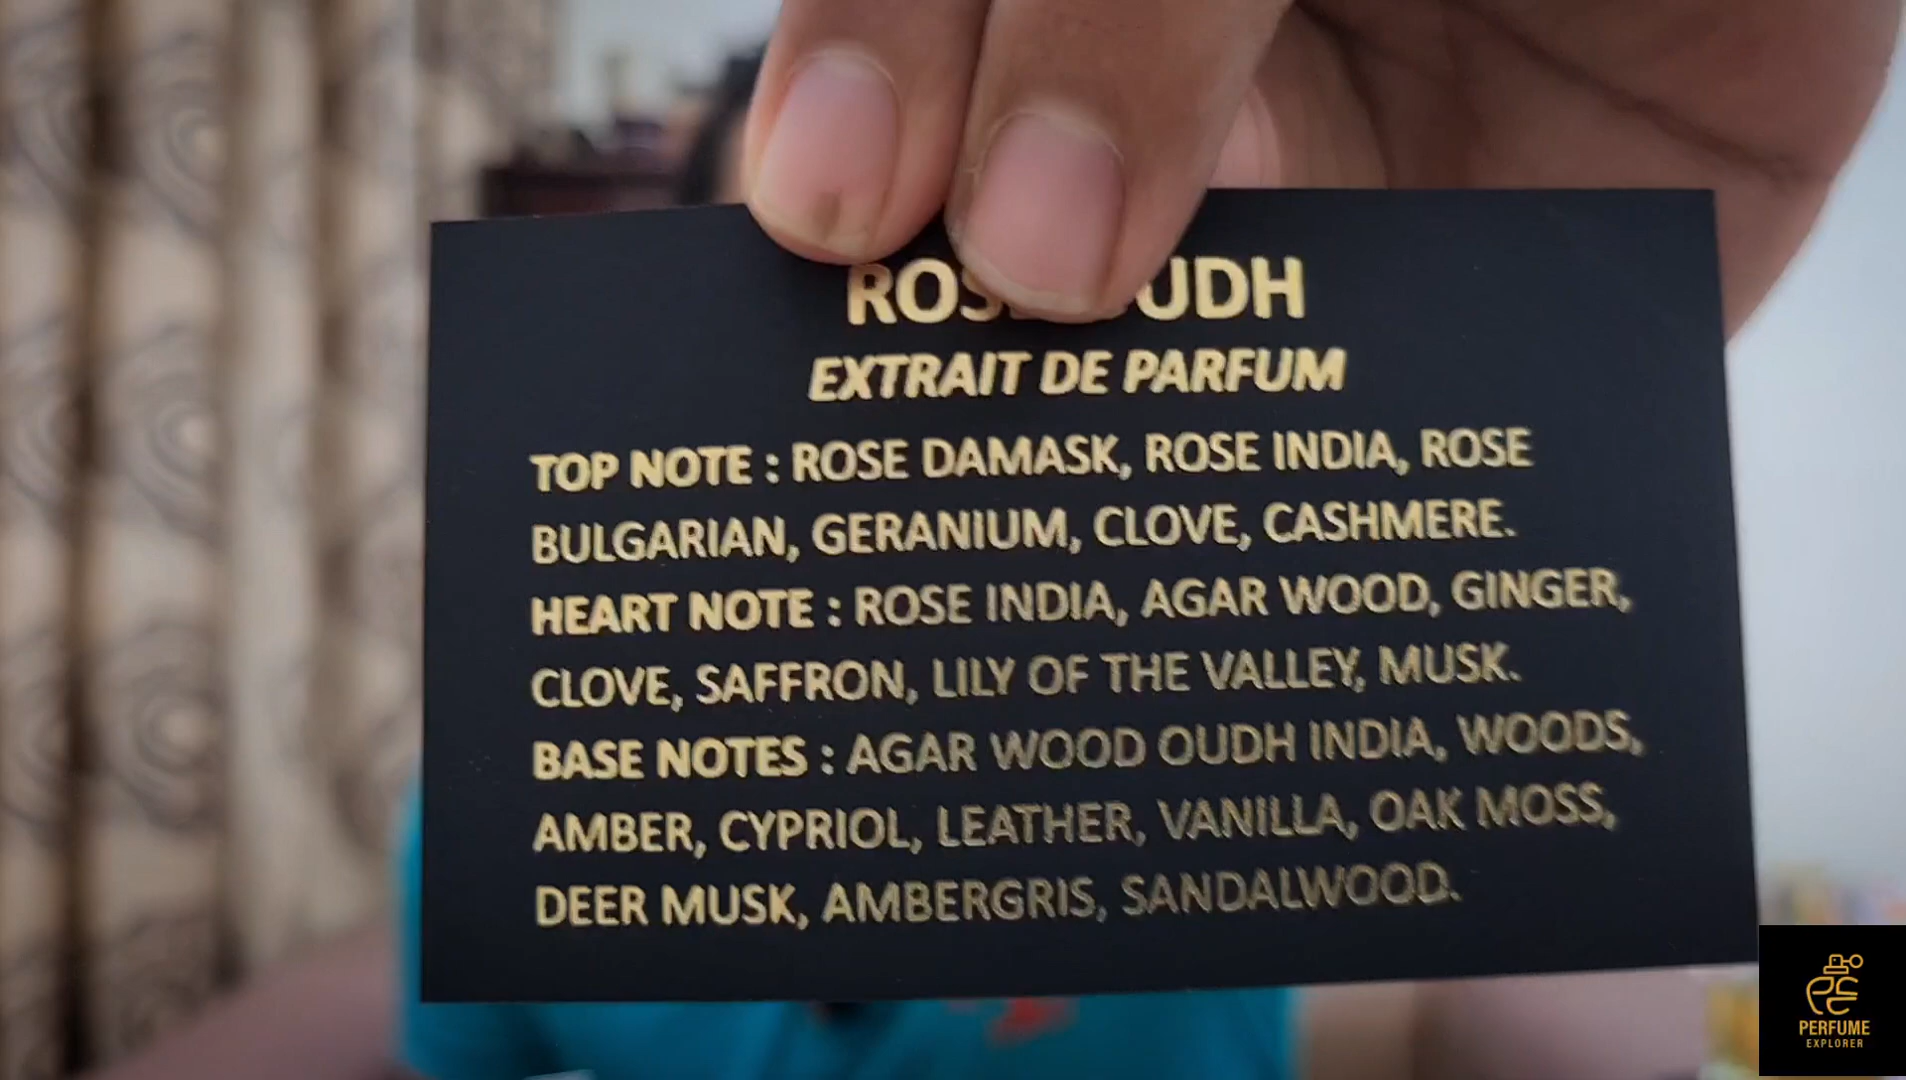 ROSE OUDH
EXTRAIT DE PARFUM
TOP NOTE : ROSE DAMASK, ROSE INDIA, ROSE
BULGARIAN, GERANIUM, CLOVE, CASHMERE.
HEART NOTE : ROSE INDIA, AGAR WOOD, GINGER,
CLOVE, SAFFRON, LILY OF THE VALLEY, MUSK.
BASE NOTES : AGAR WOOD OUDH INDIA, WOODS,
AMBER, CYPRIOL, LEATHER, VANILLA, OAK MOSS,
DEER MUSK, AMBERGRIS, SANDALWOOD.
PERFUME
EXPLORER